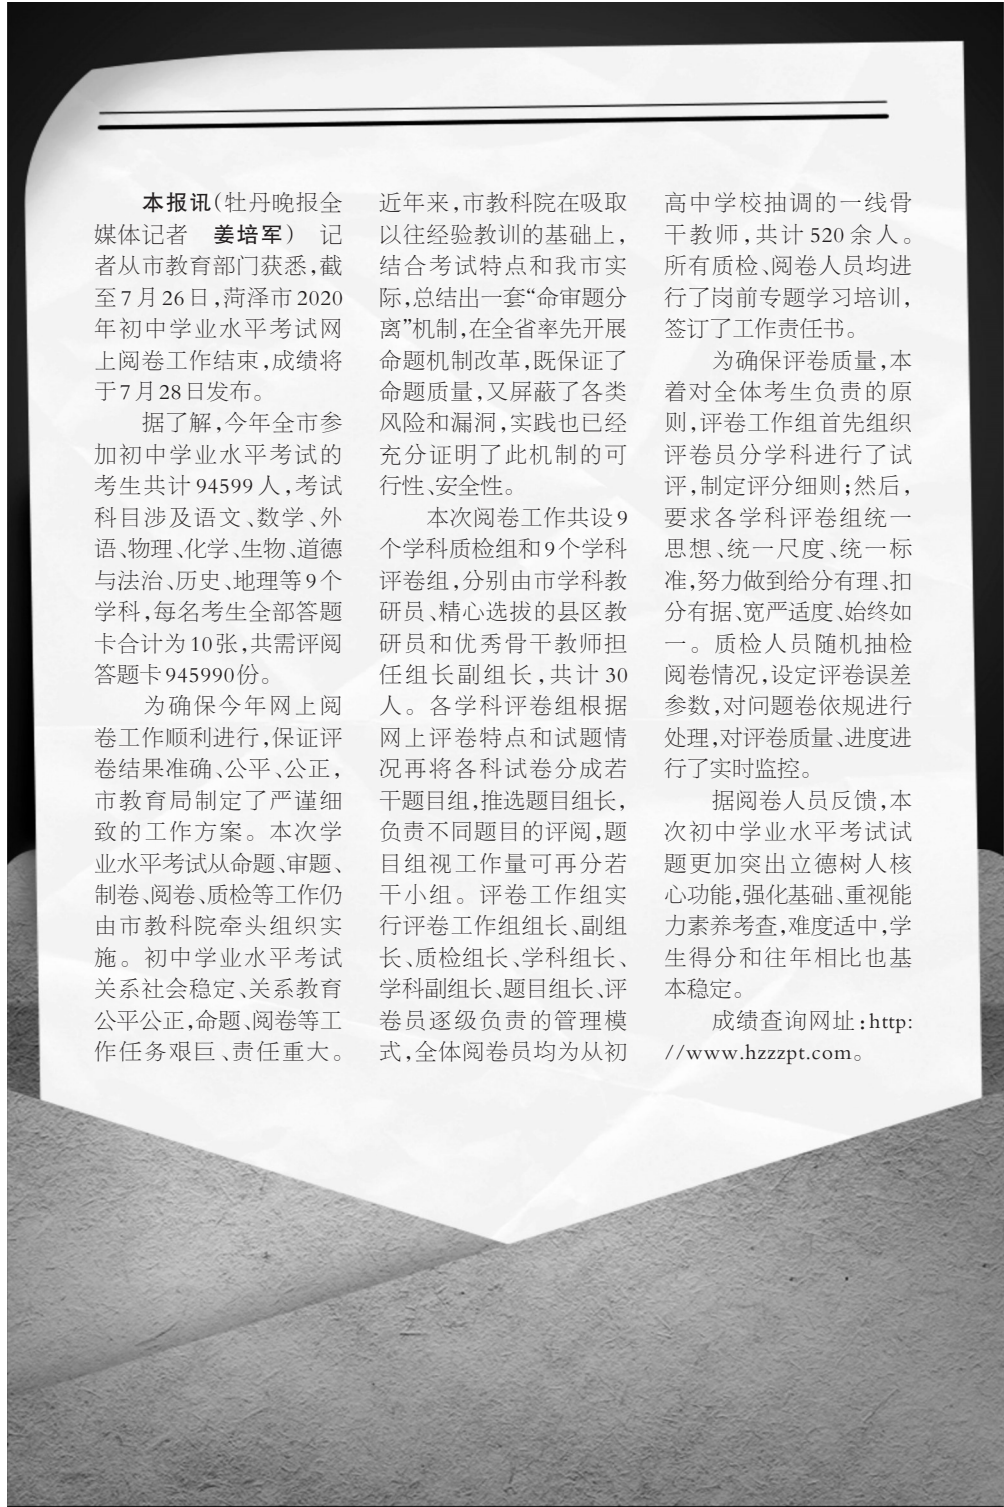 本报讯(牡丹晚报全
媒体记者 姜培军) 记
者从市教育部门获悉,截
至7月26日,菏泽市2020
年初中学业水平考试网
上阅卷工作结束,成绩将
于7月28日发布。
据了解,今年全市参
加初中学业水平考试的
考生共计94599人,考试
科目涉及语文、数学、外
语、物理、化学、生物、道德
与法治、历史、地理等9个
学科,每名考生全部答题
卡合计为10张,共需评阅
答题卡945990份。
为确保今年网上阅
卷工作顺利进行,保证评
卷结果准确、公平、公正,
市教育局制定了严谨细
致的工作方案。本次学
业水平考试从命题、审题、
制卷、阅卷、质检等工作仍
由市教科院牵头组织实
施。初中学业水平考试
关系社会稳定、关系教育
公平公正,命题、阅卷等工
作任务艰巨、责任重大。
近年来,市教科院在吸取
以往经验教训的基础上,
结合考试特点和我市实
际,总结出一套“命审题分
离”机制,在全省率先开展
命题机制改革,既保证了
命题质量,又屏蔽了各类
风险和漏洞,实践也已经
充分证明了此机制的可
行性、安全性。
本次阅卷工作共设9
个学科质检组和9个学科
评卷组,分别由市学科教
研员、精心选拔的县区教
研员和优秀骨干教师担
任组长副组长,共计30
人。各学科评卷组根据
网上评卷特点和试题情
况再将各科试卷分成若
干题目组,推选题目组长,
负责不同题目的评阅,题
目组视工作量可再分若
干小组。评卷工作组实
行评卷工作组组长、副组
长、质检组长、学科组长、
学科副组长、题目组长、评
卷员逐级负责的管理模
式,全体阅卷员均为从初
高中学校抽调的一线骨
干教师,共计520余人。
所有质检、阅卷人员均进
行了岗前专题学习培训,
签订了工作责任书。
为确保评卷质量,本
着对全体考生负责的原
则,评卷工作组首先组织
评卷员分学科进行了试
评,制定评分细则;然后,
要求各学科评卷组统一
思想、统一尺度、统一标
准,努力做到给分有理、扣
分有据、宽严适度、始终如
一。质检人员随机抽检
阅卷情况,设定评卷误差
参数,对问题卷依规进行
处理,对评卷质量、进度进
行了实时监控。
据阅卷人员反馈,本
次初中学业水平考试试
题更加突出立德树人核
心功能,强化基础、重视能
力素养考查,难度适中,学
生得分和往年相比也基
本稳定。
成绩查询网址:http:
//www.hzzzpt.com。